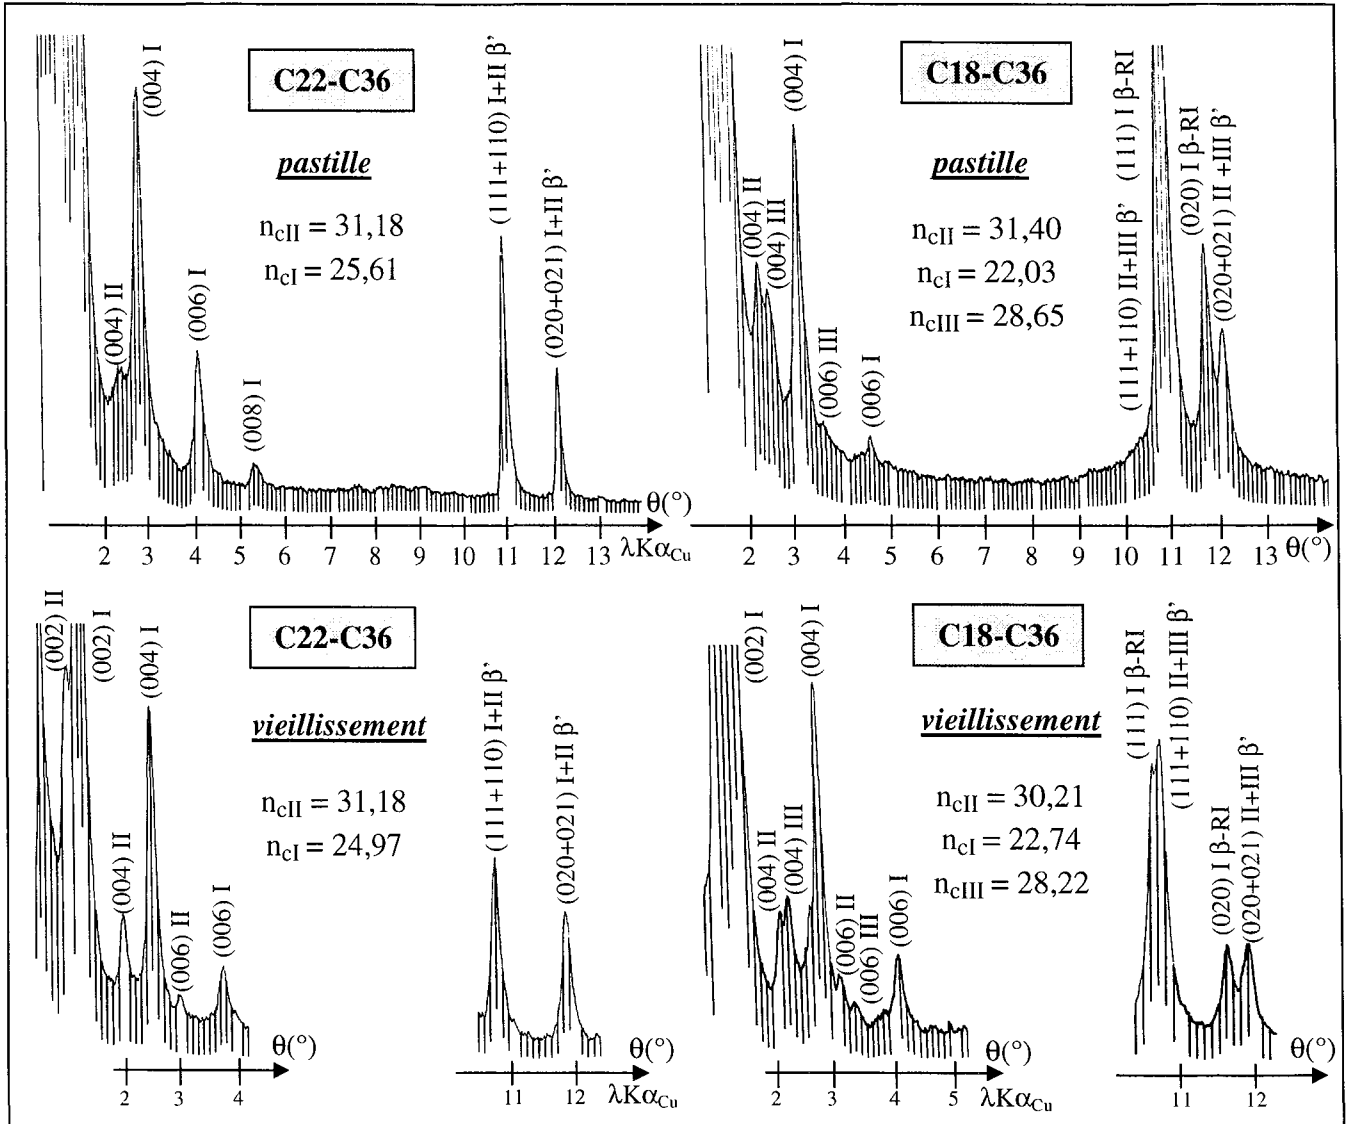 C22-C36
pastille
n_cII = 31,18
n_cI = 25,61
(004) II
(004) I
(006) I
(008) I
(111+110) I+II β'
(020+021) I+II β'
θ(°)
2 3 4 5 6 7 8 9 10 11 12 13 λKα_Cu
C18-C36
pastille
n_cII = 31,40
n_cI = 22,03
n_cIII = 28,65
(004) II
(004) III
(004) I
(006) III
(006) I
(111+110) II+III β'
(111) I β-RI
(020) I β-RI
(020+021) II +III β'
2 3 4 5 6 7 8 9 10 11 12 13 θ(°)
C22-C36
vieillissement
n_cII = 31,18
n_cI = 24,97
(002) II
(002) I
(004) II
(004) I
(006) II
(006) I
(111+110) I+II β'
(020+021) I+II β'
θ(°)
2 3 4
θ(°)
11 12 λKα_Cu
C18-C36
vieillissement
n_cII = 30,21
n_cI = 22,74
n_cIII = 28,22
(002) I
(004) II
(004) III
(004) I
(006) II
(006) III
(006) I
(111) I β-RI
(111+110) II+III β'
(020) I β-RI
(020+021) II+III β'
θ(°)
2 3 4 5 λKα_Cu
θ(°)
11 12